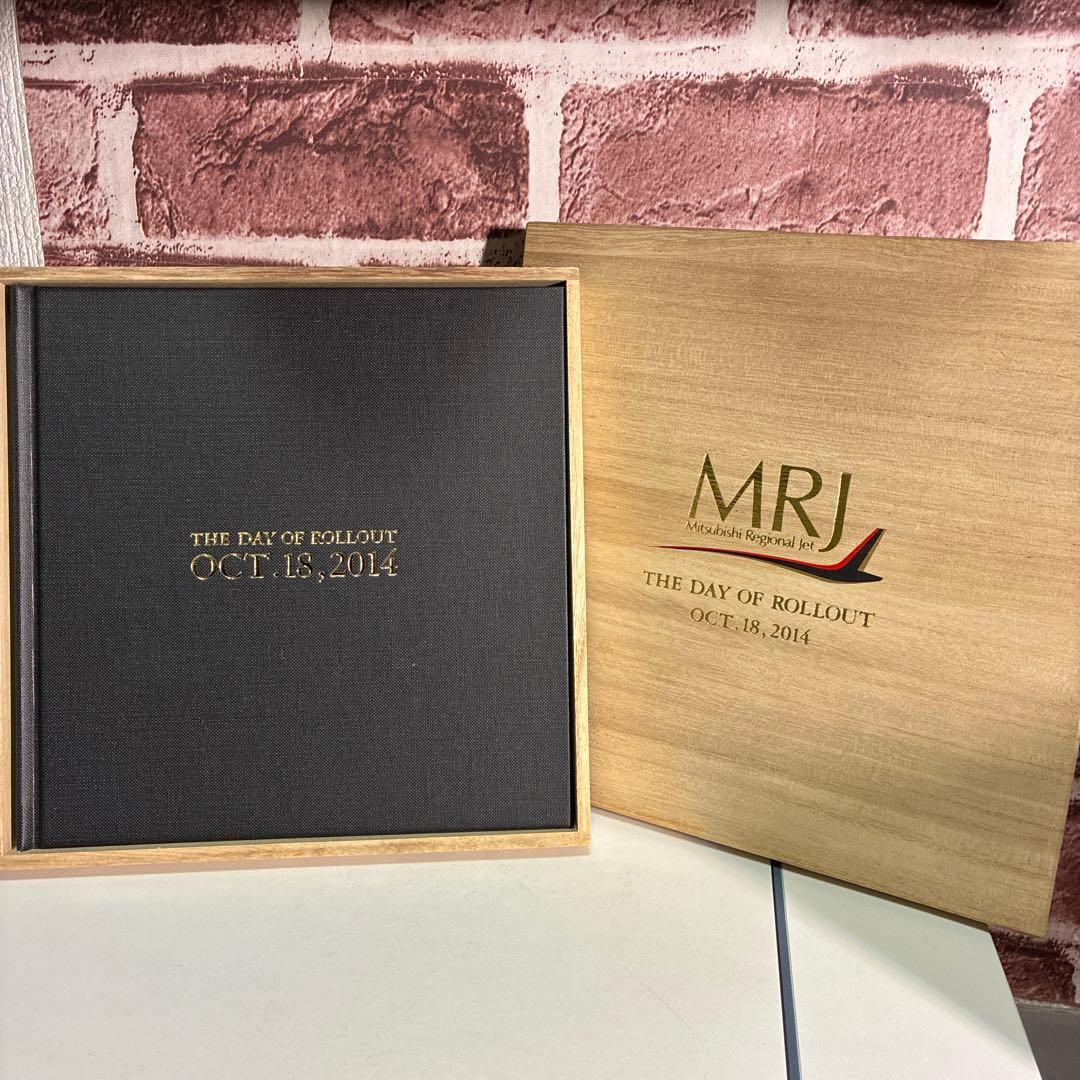 THE DAY OF ROLLOUT
OCT.18,2014
MRJ
Mitsubishi Regional Jet
THE DAY OF ROLLOUT
OCT.18,2014